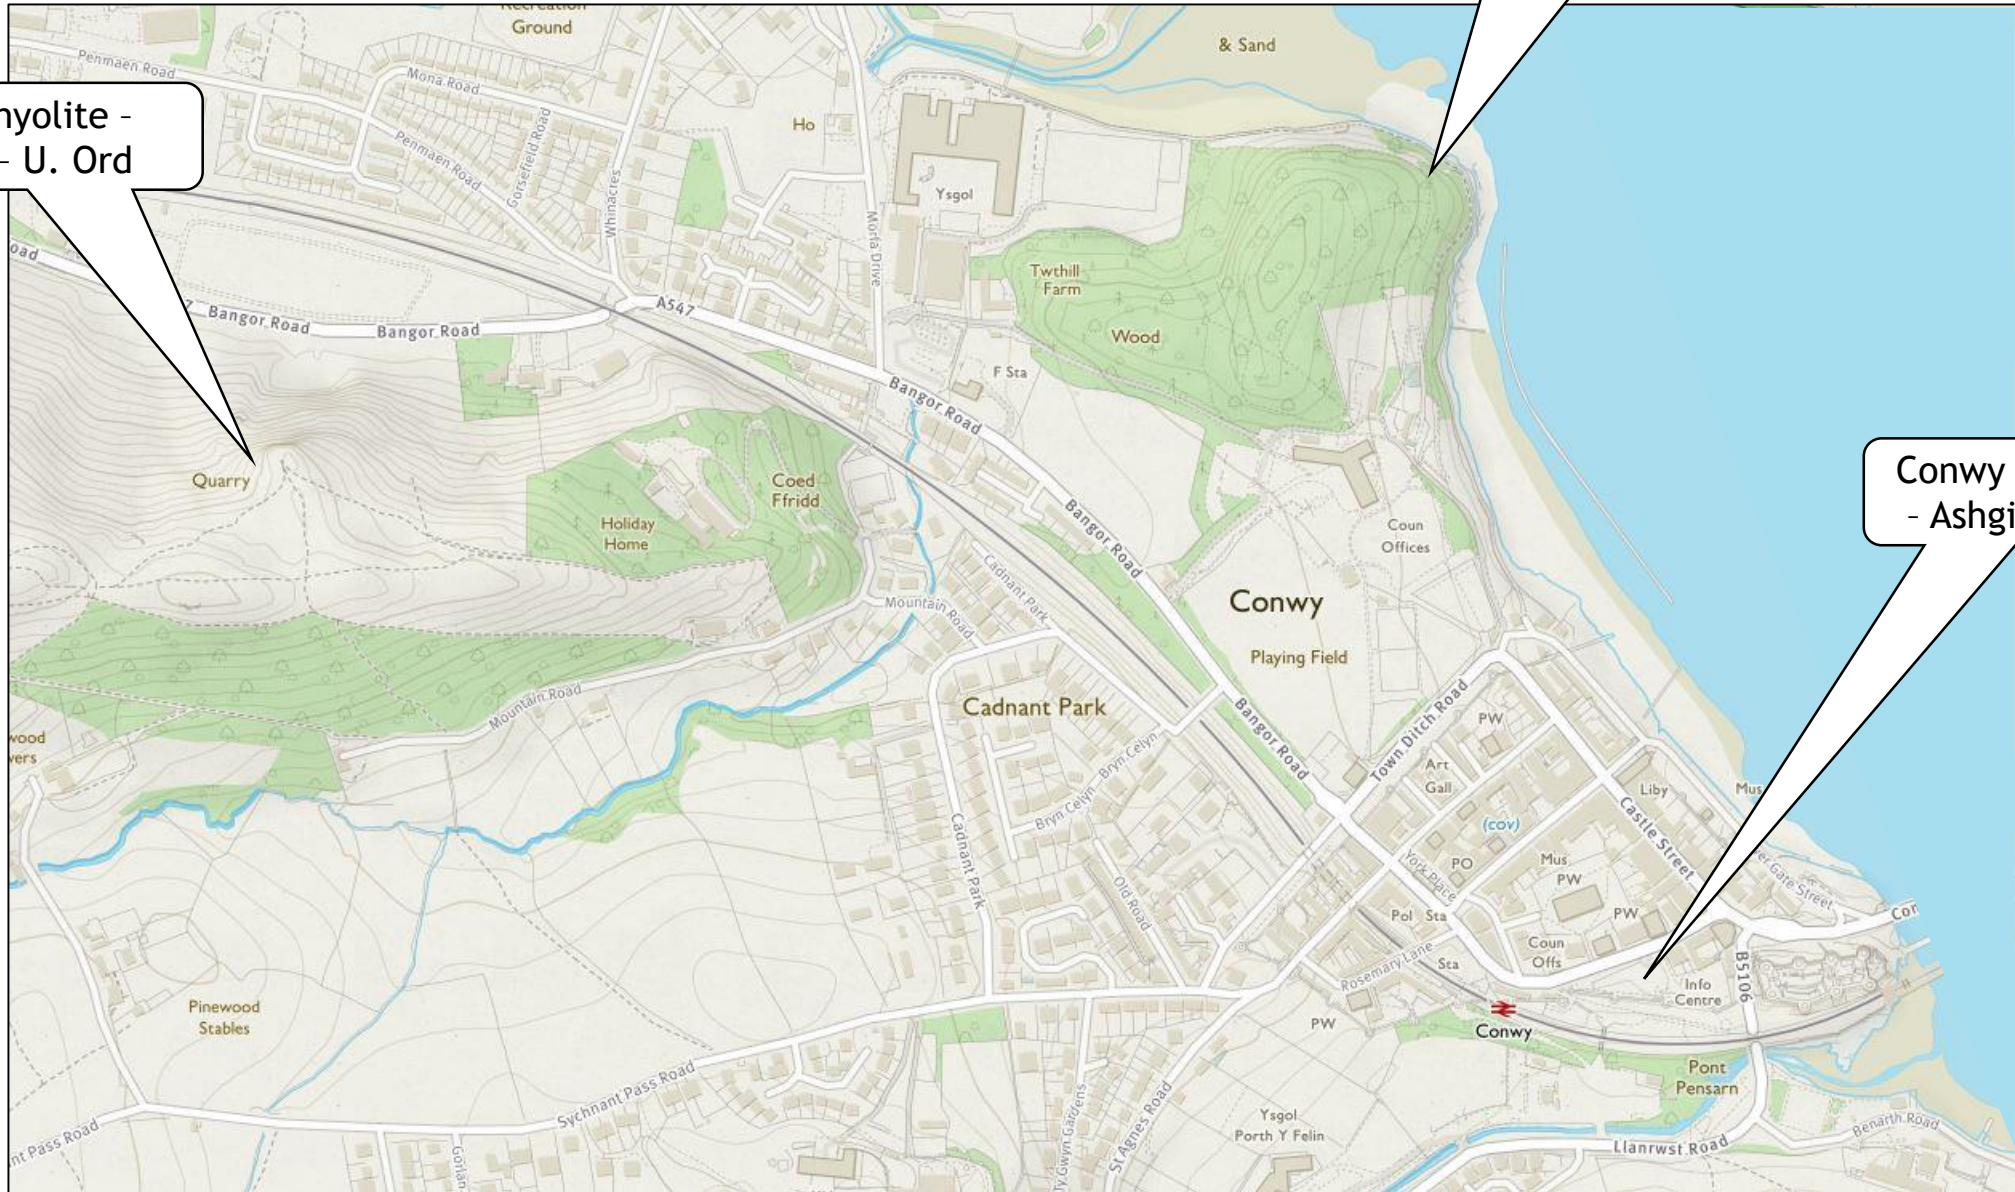 Ground
& Sand
Penmaen Road
Mona Road
Gorsefield Road
Penmaen Road
Whinacres
Ho
Ysgol
Morfa Drive
– U. Ord
Twthill
Farm
Wood
Bangor Road
Bangor Road
A547
F Sta
Bangor Road
Quarry
Holiday
Home
Coed
Ffridd
Bangor Road
Coun
Offices
Conwy
– Ashgi
Cadnant Park
Mountain Road
Conwy
Playing Field
Mountain Road
Cadnant Park
Bryn Celyn
Bryn Celyn
Bangor Road
Town Ditch Road
PW
Art
Gall
(cov)
Liby
Mus
Castle Street
Cadnant Park
Old Road
York Place
PO
Mus
PW
PW
Gate Street
Pol Sta
Rosemary Lane
Sta
Coun
Offs
Info
Centre
B5106
Pinewood
Stables
PW
Conwy
Pont
Pensarn
Sychnant Pass Road
Pass Road
Gwyn Gardens
St Agnes Road
Ysgol
Porth Y Felin
Llanrwst Road
Benarth Road